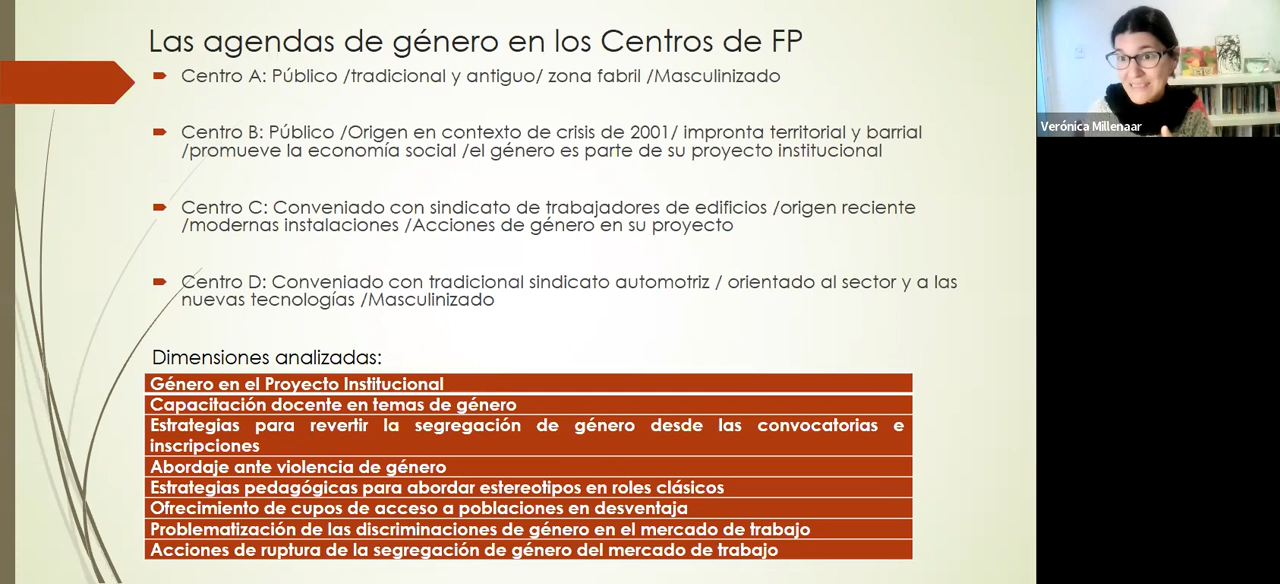 Las agendas de género en los Centros de FP
Centro A: Público /tradicional y antiguo/ zona fabril /Masculinizado
Centro B: Público /Origen en contexto de crisis de 2001/ impronta territorial y barrial
/promueve la economía social /el género es parte de su proyecto institucional
Centro C: Conveniado con sindicato de trabajadores de edificios /origen reciente
/modernas instalaciones /Acciones de género en su proyecto
Centro D: Conveniado con tradicional sindicato automotriz / orientado al sector y a las
nuevas tecnologías /Masculinizado
Dimensiones analizadas:
Género en el Proyecto Institucional
Capacitación docente en temas de género
Estrategias para revertir la segregación de género desde las convocatorias e
inscripciones
Abordaje ante violencia de género
Estrategias pedagógicas para abordar estereotipos en roles clásicos
Ofrecimiento de cupos de acceso a poblaciones en desventaja
Problematización de las discriminaciones de género en el mercado de trabajo
Acciones de ruptura de la segregación de género del mercado de trabajo
Verónica Millenaar